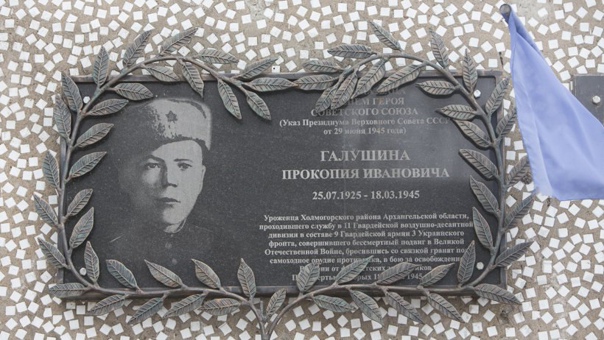 ГЕРОЯ
СОВЕТСКОГО СОЮЗА
(Указ Президиума Верховного Совета СССР
от 29 июня 1945 года)
ГАЛУШИНА
ПРОКОПИЯ ИВАНОВИЧА
25.07.1925 - 18.03.1945
Уроженца Холмогорского района Архангельской области,
проходившего службу в 11 Гвардейской воздушно-десантной
дивизии в составе 9 Гвардейской армии 3 Украинского
фронта, совершившего бессмертный подвиг в Великой
Отечественной Войне, бросившись со связкой гранат под
самоходное орудие противника, в бою за освобождение
от
1945